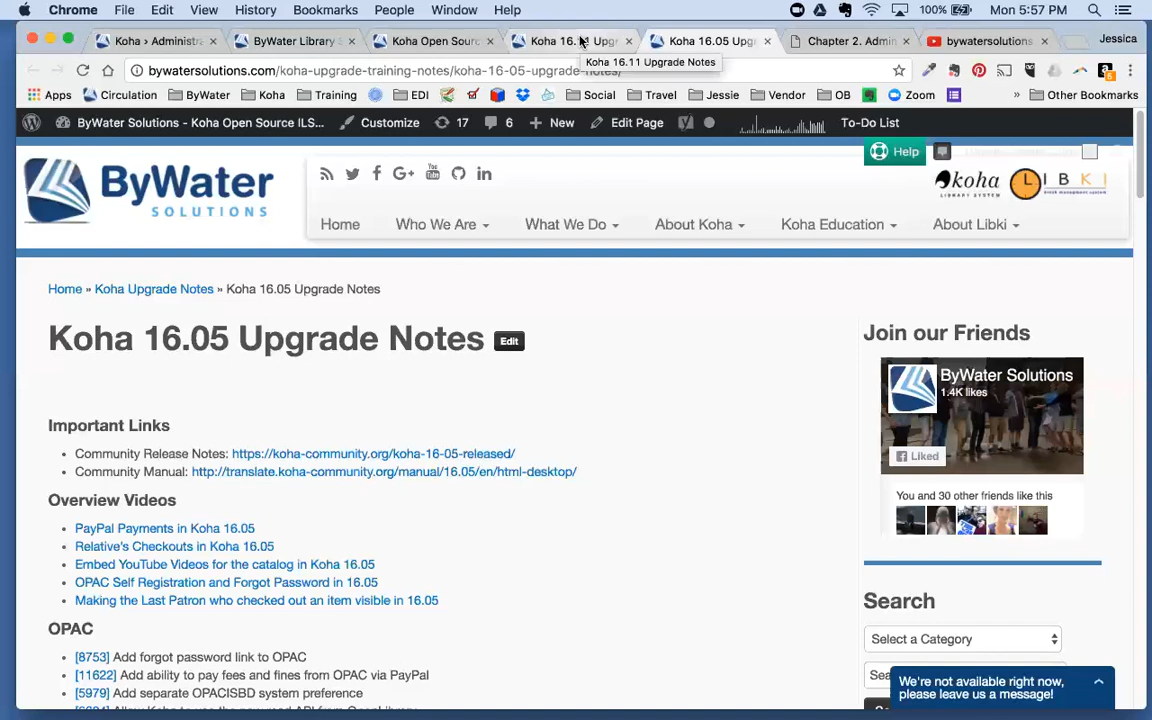 Chrome File Edit View History Bookmarks People Window Help 100% Mon 5:57 PM
Koha › Administra × ByWater Library S × Koha Open Sourc × Koha 16. Upgr × Koha 16.05 Upg × Chapter 2. Admin × bywatersolutions × Jessica
Koha 16.11 Upgrade Notes
bywatersolutions.com/koha-upgrade-training-notes/koha-16-05-upgrade-notes/
Apps Circulation ByWater Koha Training EDI Social Travel Jessie Vendor OB Zoom » Other Bookmarks
5
ByWater Solutions - Koha Open Source ILS... Customize 17 6 + New Edit Page To-Do List
Help
ByWater
SOLUTIONS
You Tube
koha
LIBRARY SYSTEM
LIBKI
Home Who We Are What We Do About Koha Koha Education About Libki
Home » Koha Upgrade Notes » Koha 16.05 Upgrade Notes
Koha 16.05 Upgrade Notes Edit
Important Links
• Community Release Notes: https://koha-community.org/koha-16-05-released/
• Community Manual: http://translate.koha-community.org/manual/16.05/en/html-desktop/
Overview Videos
• PayPal Payments in Koha 16.05
• Relative's Checkouts in Koha 16.05
• Embed YouTube Videos for the catalog in Koha 16.05
• OPAC Self Registration and Forgot Password in 16.05
• Making the Last Patron who checked out an item visible in 16.05
OPAC
• [8753] Add forgot password link to OPAC
• [11622] Add ability to pay fees and fines from OPAC via PayPal
• [5979] Add separate OPACISBD system preference
Join our Friends
ByWater Solutions
1.4K likes
Liked
You and 30 other friends like this
Search
Select a Category
Sea
We're not available right now,
please leave us a message!